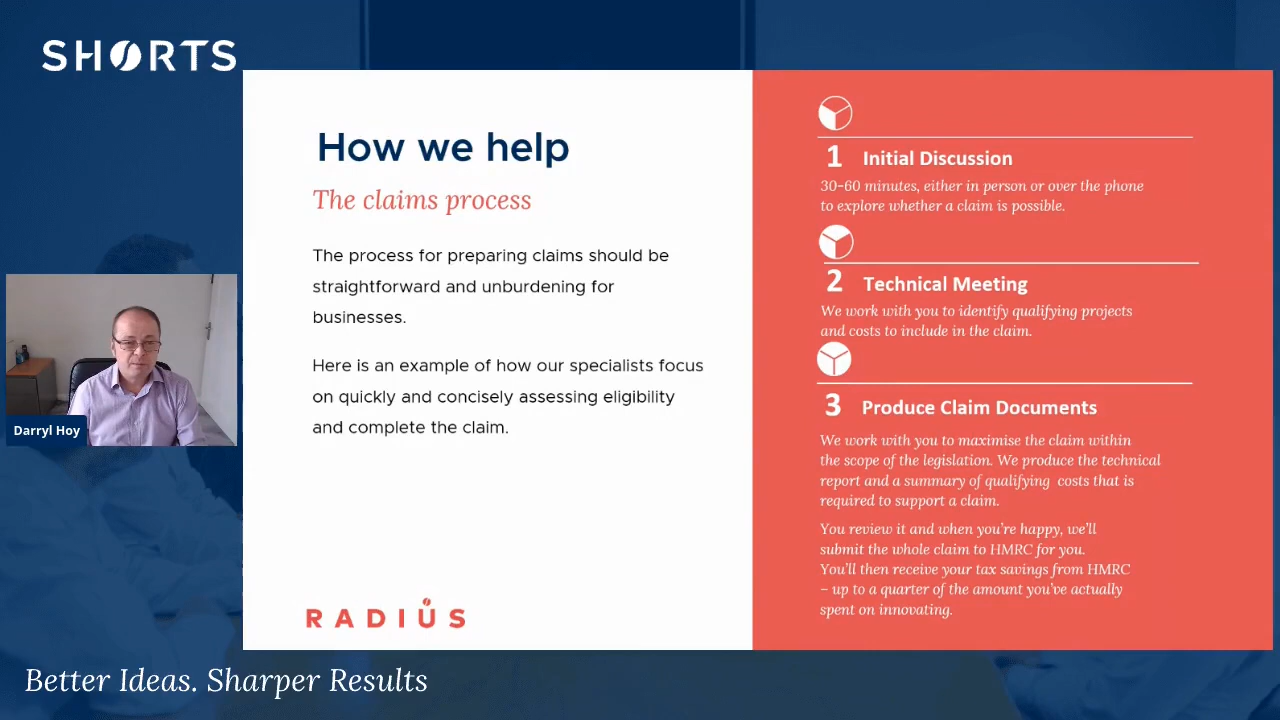 SHORTS
How we help
The claims process
The process for preparing claims should be
straightforward and unburdening for
businesses.
Here is an example of how our specialists focus
on quickly and concisely assessing eligibility
and complete the claim.
RADIUS
1 Initial Discussion
30-60 minutes, either in person or over the phone
to explore whether a claim is possible.
2 Technical Meeting
We work with you to identify qualifying projects
and costs to include in the claim.
3 Produce Claim Documents
We work with you to maximise the claim within
the scope of the legislation. We produce the technical
report and a summary of qualifying costs that is
required to support a claim.
You review it and when you're happy, we'll
submit the whole claim to HMRC for you.
You'll then receive your tax savings from HMRC
– up to a quarter of the amount you've actually
spent on innovating.
Darryl Hoy
Better Ideas. Sharper Results